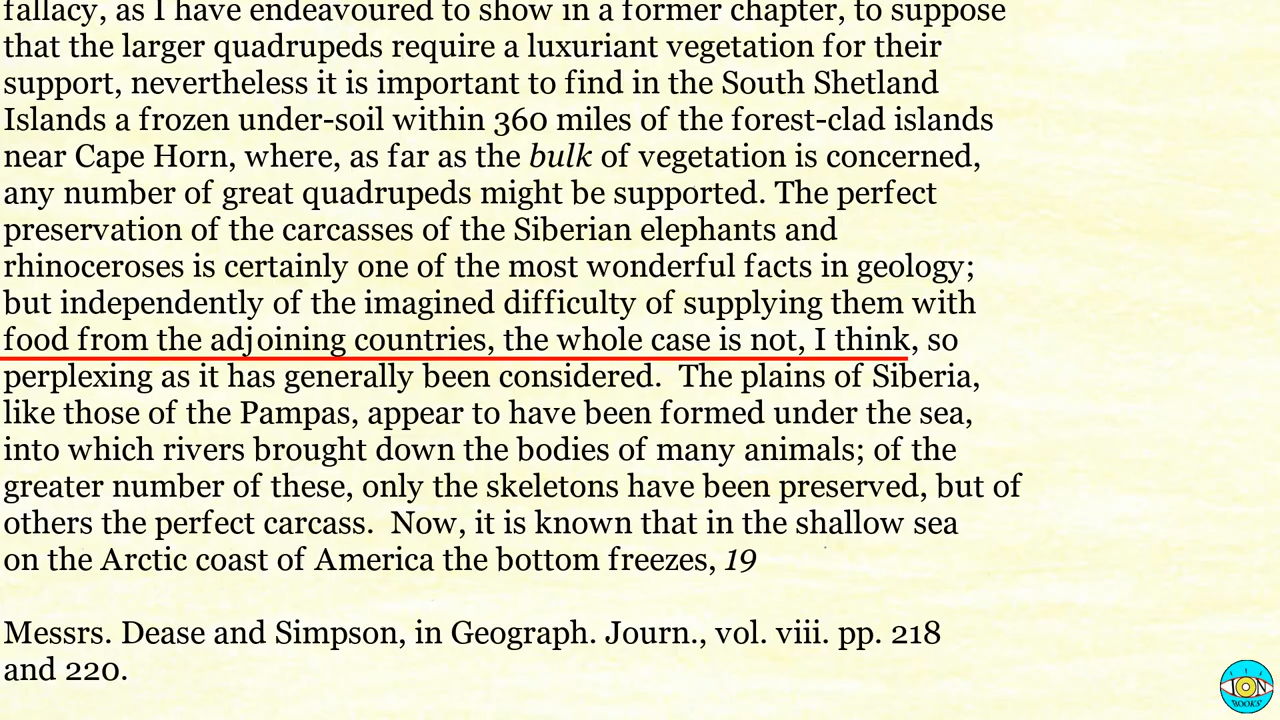 fallacy, as I have endeavoured to show in a former chapter, to suppose
that the larger quadrupeds require a luxuriant vegetation for their
support, nevertheless it is important to find in the South Shetland
Islands a frozen under-soil within 360 miles of the forest-clad islands
near Cape Horn, where, as far as the bulk of vegetation is concerned,
any number of great quadrupeds might be supported. The perfect
preservation of the carcasses of the Siberian elephants and
rhinoceroses is certainly one of the most wonderful facts in geology;
but independently of the imagined difficulty of supplying them with
food from the adjoining countries, the whole case is not, I think, so
perplexing as it has generally been considered.  The plains of Siberia,
like those of the Pampas, appear to have been formed under the sea,
into which rivers brought down the bodies of many animals; of the
greater number of these, only the skeletons have been preserved, but of
others the perfect carcass.  Now, it is known that in the shallow sea
on the Arctic coast of America the bottom freezes, 19
Messrs. Dease and Simpson, in Geograph. Journ., vol. viii. pp. 218
and 220.
ION
BOOKS